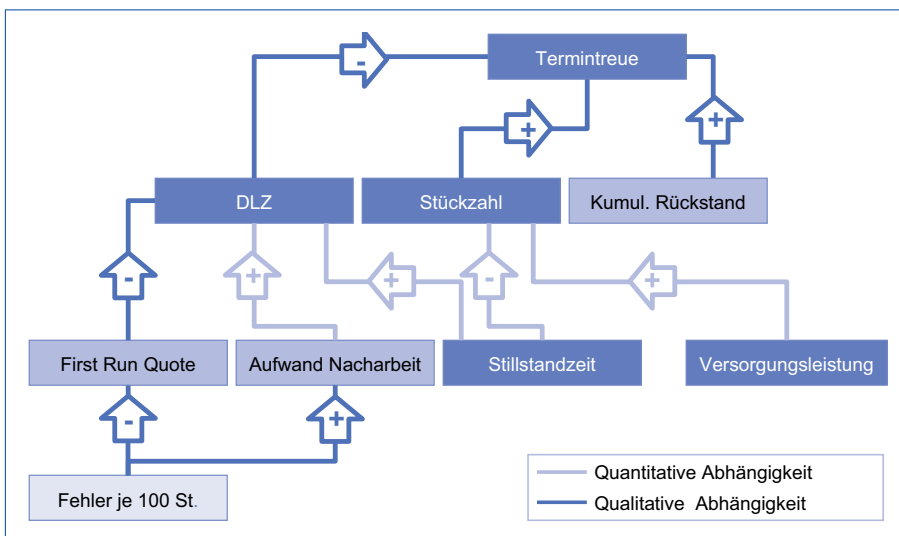 Termintreue
-
+
+
DLZ
Stückzahl
Kumul. Rückstand
-
+
+
-
+
First Run Quote
Aufwand Nacharbeit
Stillstandzeit
Versorgungsleistung
-
+
Fehler je 100 St.
Quantitative Abhängigkeit
Qualitative Abhängigkeit